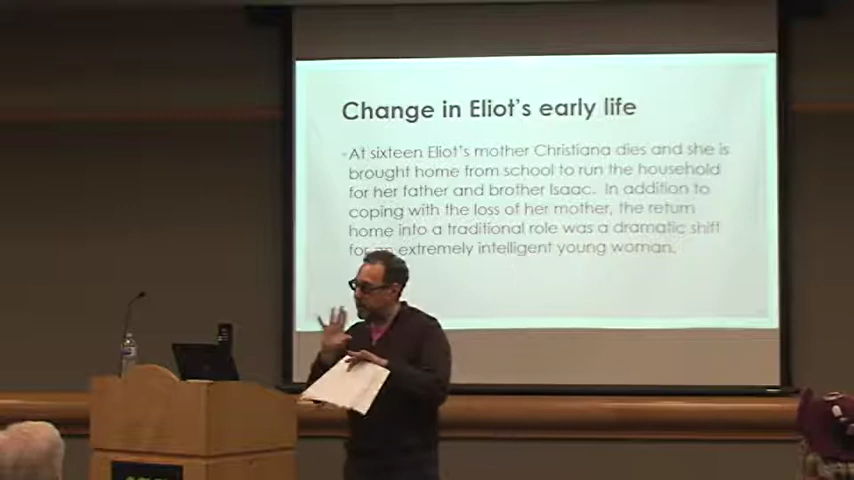 Change in Eliot's early life
At sixteen Eliot's mother Christiana dies and she is
brought home from school to run the household
for her father and brother Isaac. In addition to
coping with the loss of her mother, the return
home into a traditional role was a dramatic shift
for an extremely intelligent young woman.